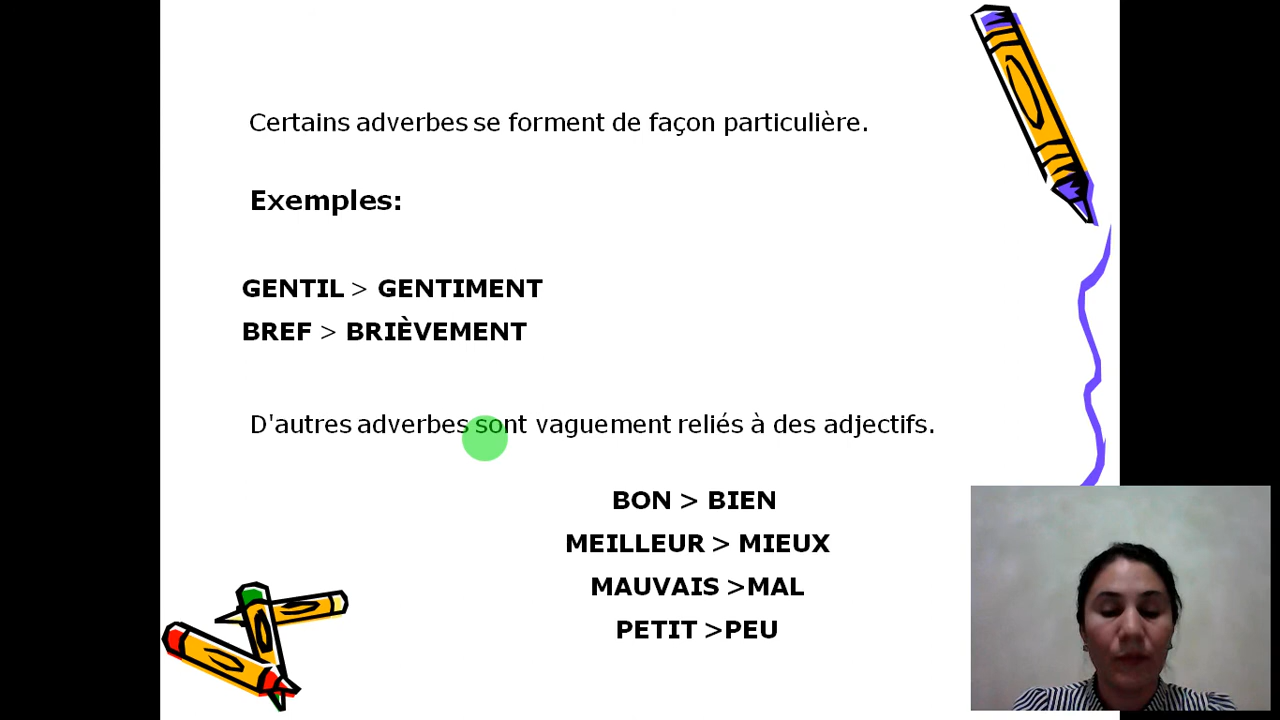 Certains adverbes se forment de façon particulière.
Exemples:
GENTIL > GENTIMENT
BREF > BRIÈVEMENT
D'autres adverbes sont vaguement reliés à des adjectifs.
BON > BIEN
MEILLEUR > MIEUX
MAUVAIS >MAL
PETIT >PEU